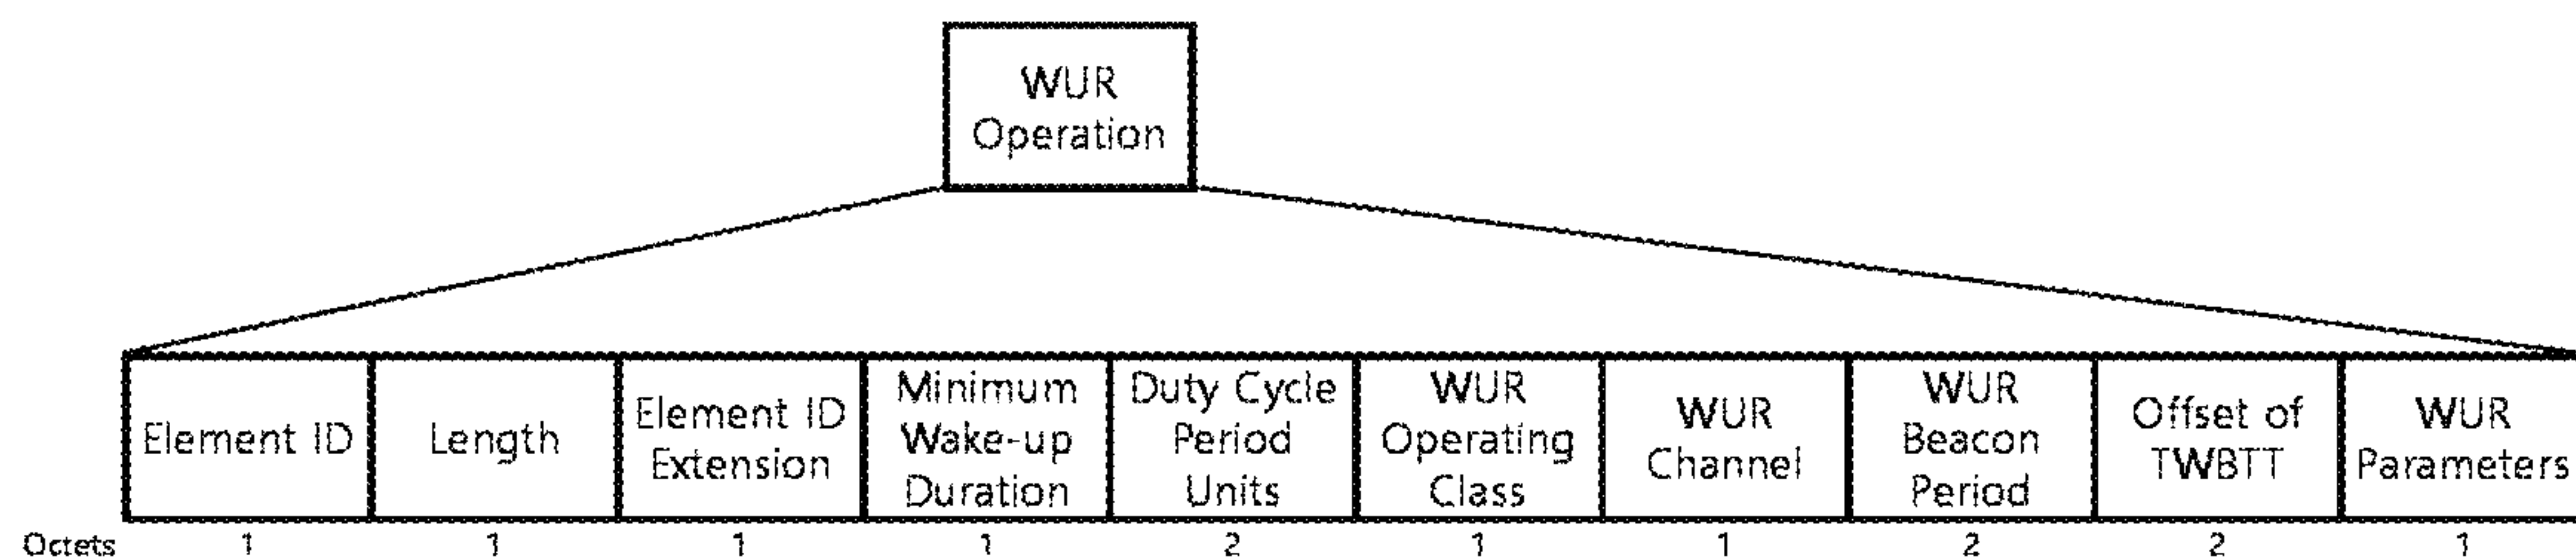 WUR
Operation
Element ID
Length
Element ID
Extension
Minimum
Wake-up
Duration
Duty Cycle
Period
Units
WUR
Operating
Class
WUR
Channel
WUR
Beacon
Period
Offset of
TWBTT
WUR
Parameters
Octets 1 1 1 1 2 1 1 2 2 1